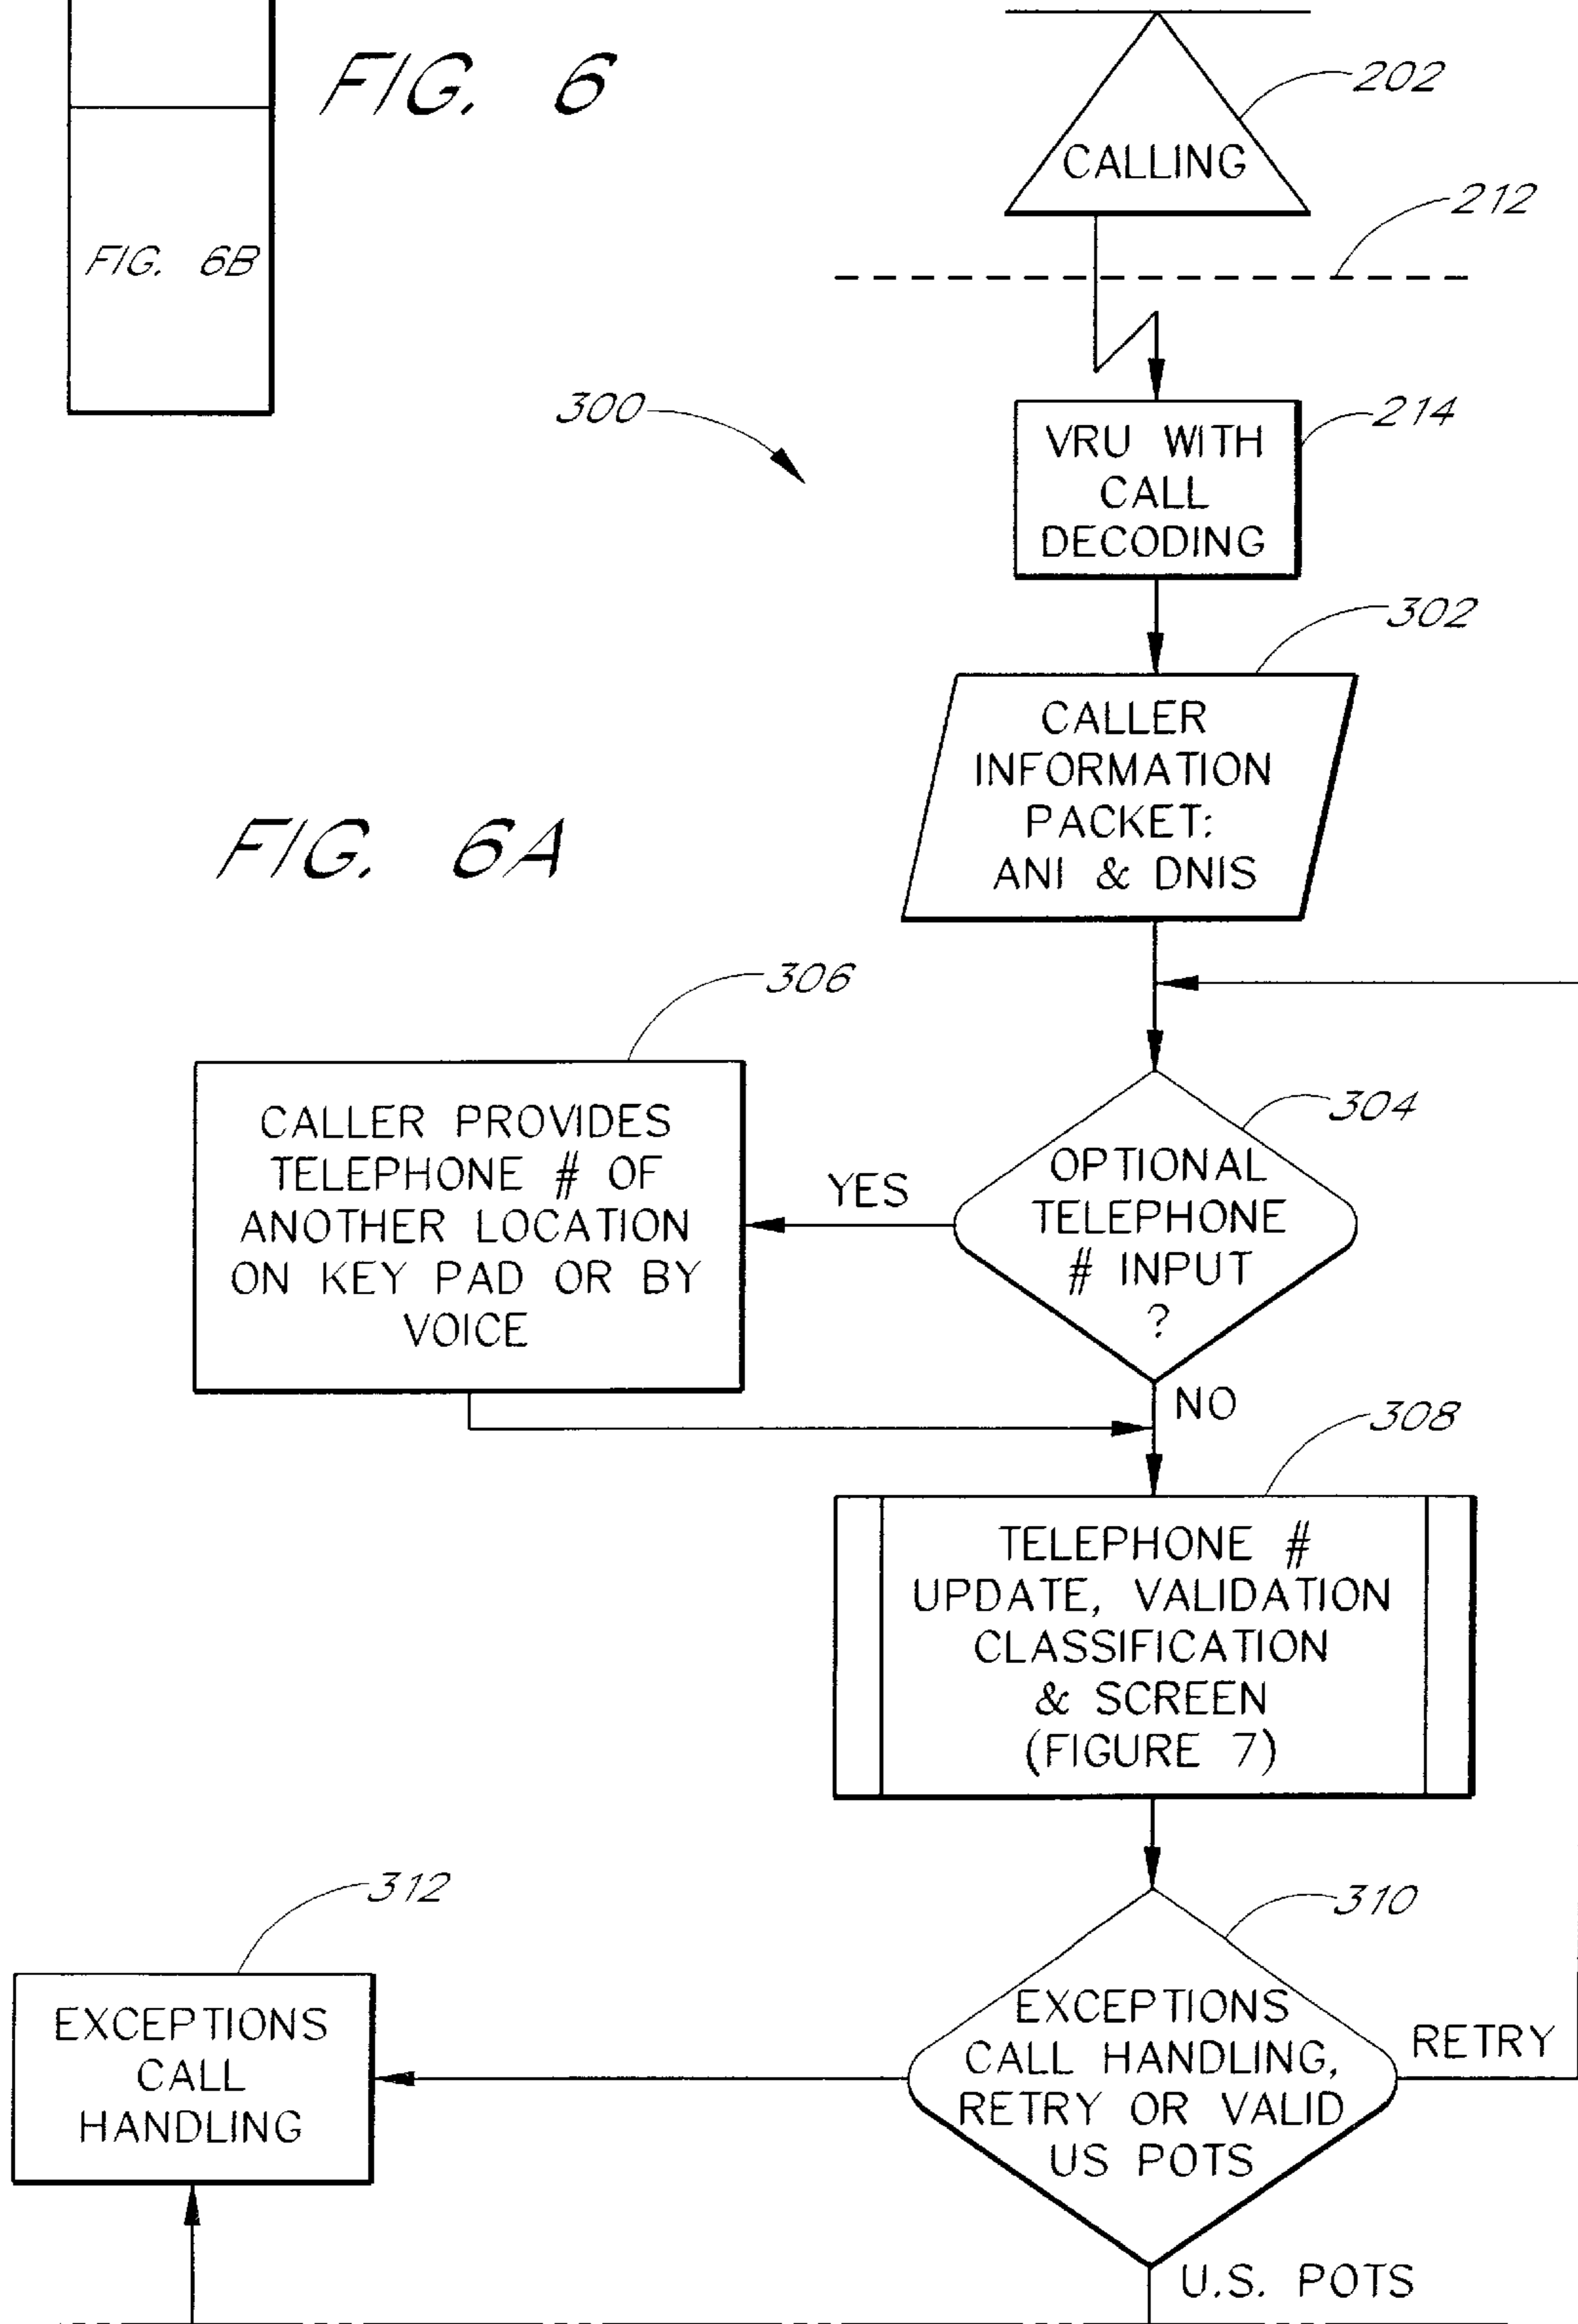 FIG. 6
FIG. 6B
202
CALLING
212
300
214
VRU WITH
CALL
DECODING
302
CALLER
INFORMATION
PACKET:
ANI & DNIS
FIG. 6A
306
CALLER PROVIDES
TELEPHONE # OF
ANOTHER LOCATION
ON KEY PAD OR BY
VOICE
YES
304
OPTIONAL
TELEPHONE
# INPUT
?
NO
308
TELEPHONE #
UPDATE, VALIDATION
CLASSIFICATION
& SCREEN
(FIGURE 7)
312
EXCEPTIONS
CALL
HANDLING
310
EXCEPTIONS
CALL HANDLING,
RETRY OR VALID
US POTS
RETRY
U.S. POTS